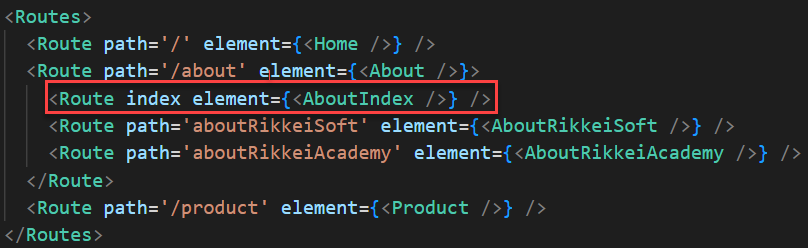 <Routes>
<Route path='/' element={<Home />} />
<Route path='/about' element={<About />}>
<Route index element={<AboutIndex />} />
<Route path='aboutRikkeiSoft' element={<AboutRikkeiSoft />} />
<Route path='aboutRikkeiAcademy' element={<AboutRikkeiAcademy />} />
</Route>
<Route path='/product' element={<Product />} />
</Routes>